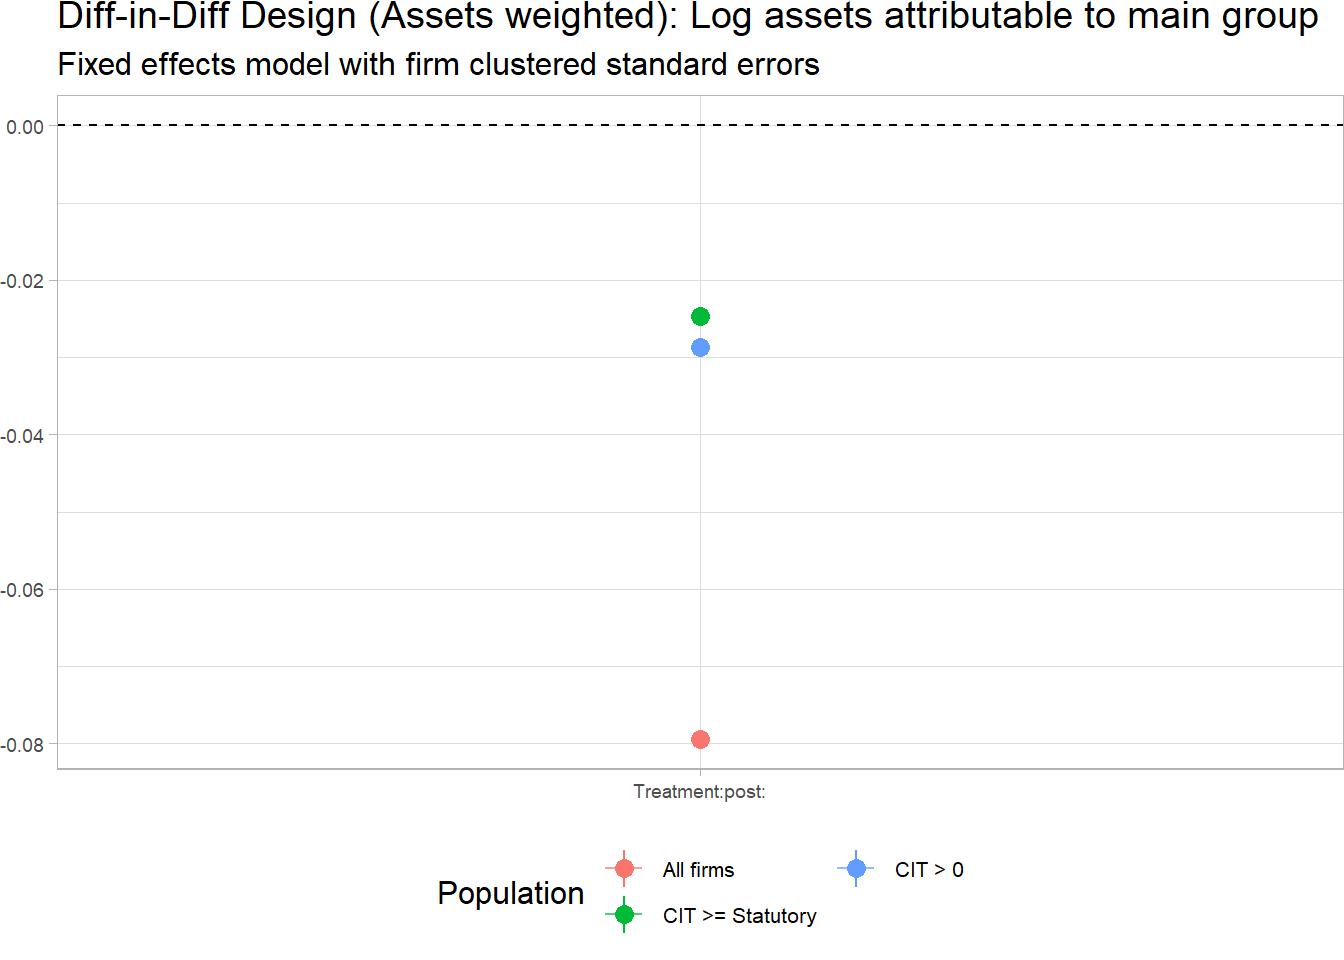 Diff-in-Diff Design (Assets weighted): Log assets attributable to main group
Fixed effects model with firm clustered standard errors
0.00
-0.02
-0.04
-0.06
-0.08
Treatment:post:
Population
All firms
CIT > 0
CIT >= Statutory